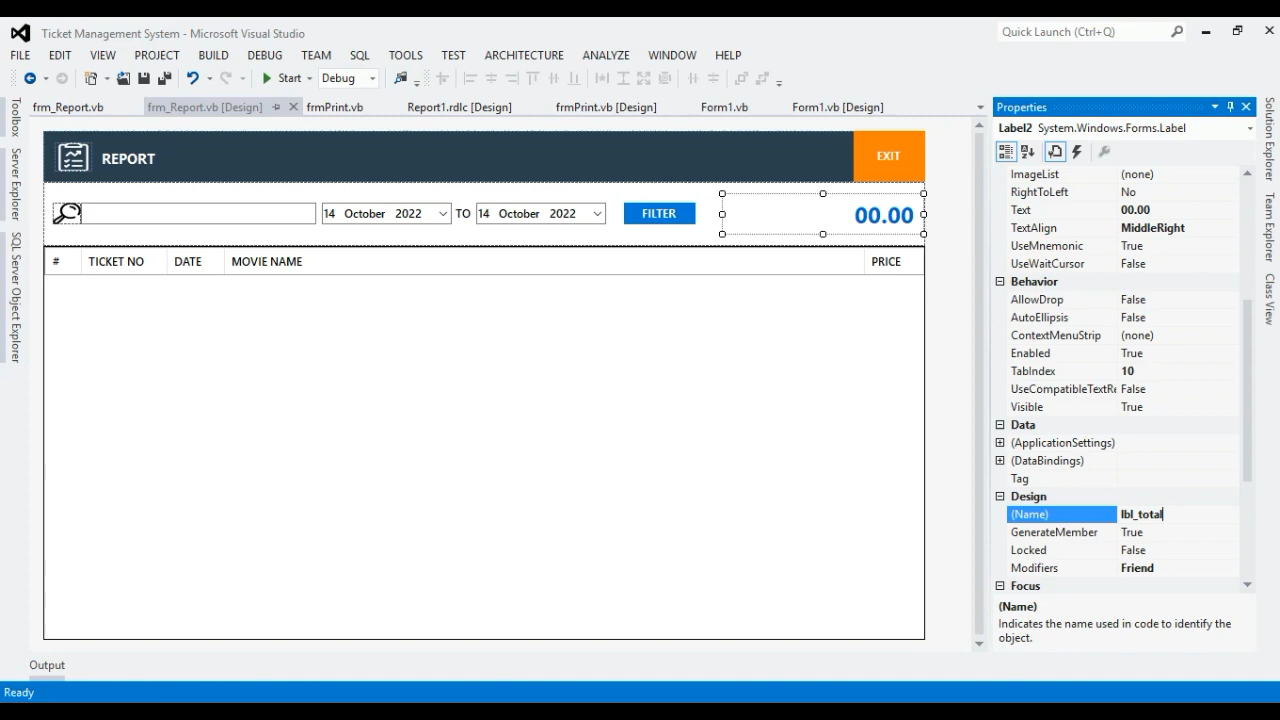 Ticket Management System - Microsoft Visual Studio
Quick Launch (Ctrl+Q)
FILE EDIT VIEW PROJECT BUILD DEBUG TEAM SQL TOOLS TEST ARCHITECTURE ANALYZE WINDOW HELP
Start Debug
frm_Report.vb frm_Report.vb [Design] frmPrint.vb Report1.rdlc [Design] frmPrint.vb [Design] Form1.vb Form1.vb [Design]
Toolbox
Server Explorer
SQL Server Object Explorer
REPORT EXIT
14 October 2022 TO 14 October 2022 FILTER 00.00
# TICKET NO DATE MOVIE NAME PRICE
Properties
Label2 System.Windows.Forms.Label
ImageList (none)
RightToLeft No
Text 00.00
TextAlign MiddleRight
UseMnemonic True
UseWaitCursor False
Behavior
AllowDrop False
AutoEllipsis False
ContextMenuStrip (none)
Enabled True
TabIndex 10
UseCompatibleTextRe False
Visible True
Data
(ApplicationSettings)
(DataBindings)
Tag
Design
(Name) lbl_total
GenerateMember True
Locked False
Modifiers Friend
Focus
(Name)
Indicates the name used in code to identify the
object.
Solution Explorer
Team Explorer
Class View
Output
Ready